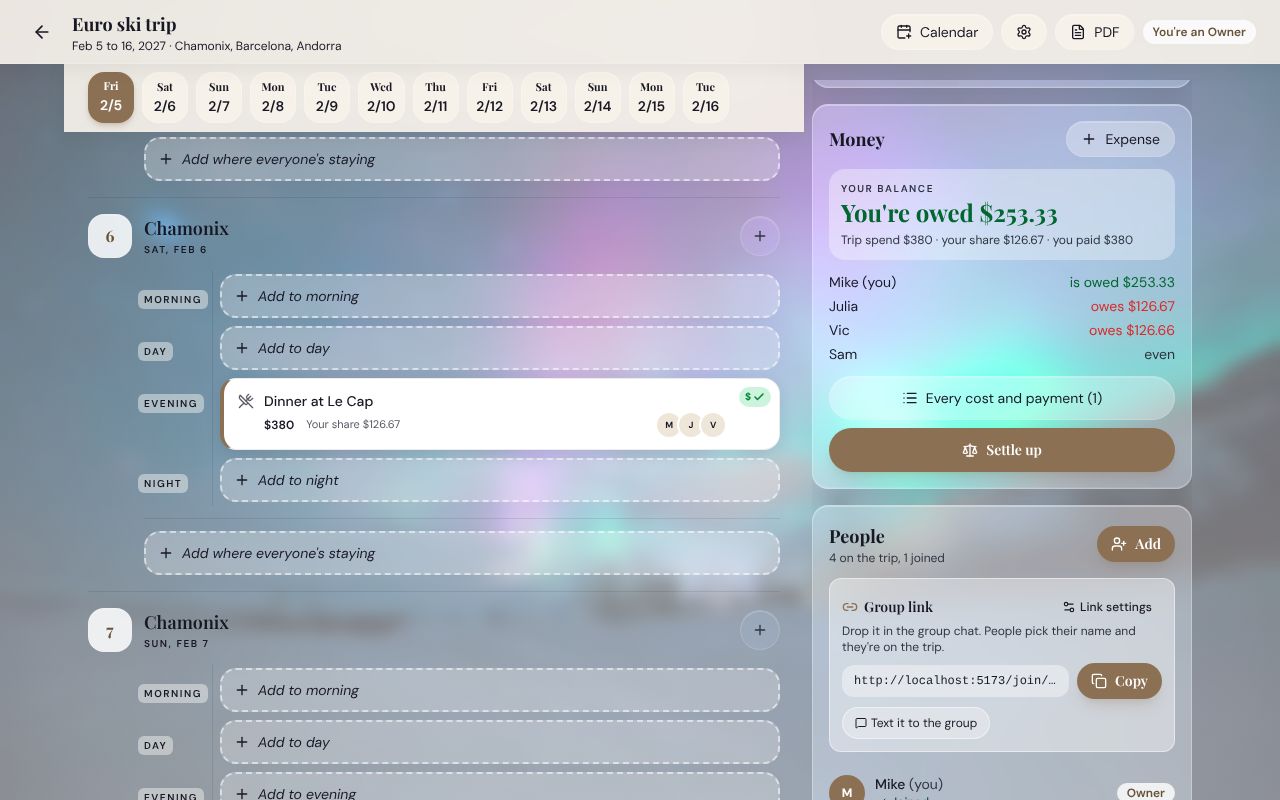 Euro ski trip
Feb 5 to 16, 2027 · Chamonix, Barcelona, Andorra
Calendar
PDF
You're an Owner
Fri 2/5
Sat 2/6
Sun 2/7
Mon 2/8
Tue 2/9
Wed 2/10
Thu 2/11
Fri 2/12
Sat 2/13
Sun 2/14
Mon 2/15
Tue 2/16
+ Add where everyone's staying
6
Chamonix
SAT, FEB 6
+
MORNING
+ Add to morning
DAY
+ Add to day
EVENING
Dinner at Le Cap
$380 Your share $126.67
M J V
$ ✓
NIGHT
+ Add to night
+ Add where everyone's staying
7
Chamonix
SUN, FEB 7
+
MORNING
+ Add to morning
DAY
+ Add to day
EVENING
+ Add to evening
Money
+ Expense
YOUR BALANCE
You're owed $253.33
Trip spend $380 · your share $126.67 · you paid $380
Mike (you) is owed $253.33
Julia owes $126.67
Vic owes $126.66
Sam even
Every cost and payment (1)
Settle up
People
4 on the trip, 1 joined
Add
Group link
Link settings
Drop it in the group chat. People pick their name and
they're on the trip.
http://localhost:5173/join/…
Copy
Text it to the group
M
Mike (you)
Owner